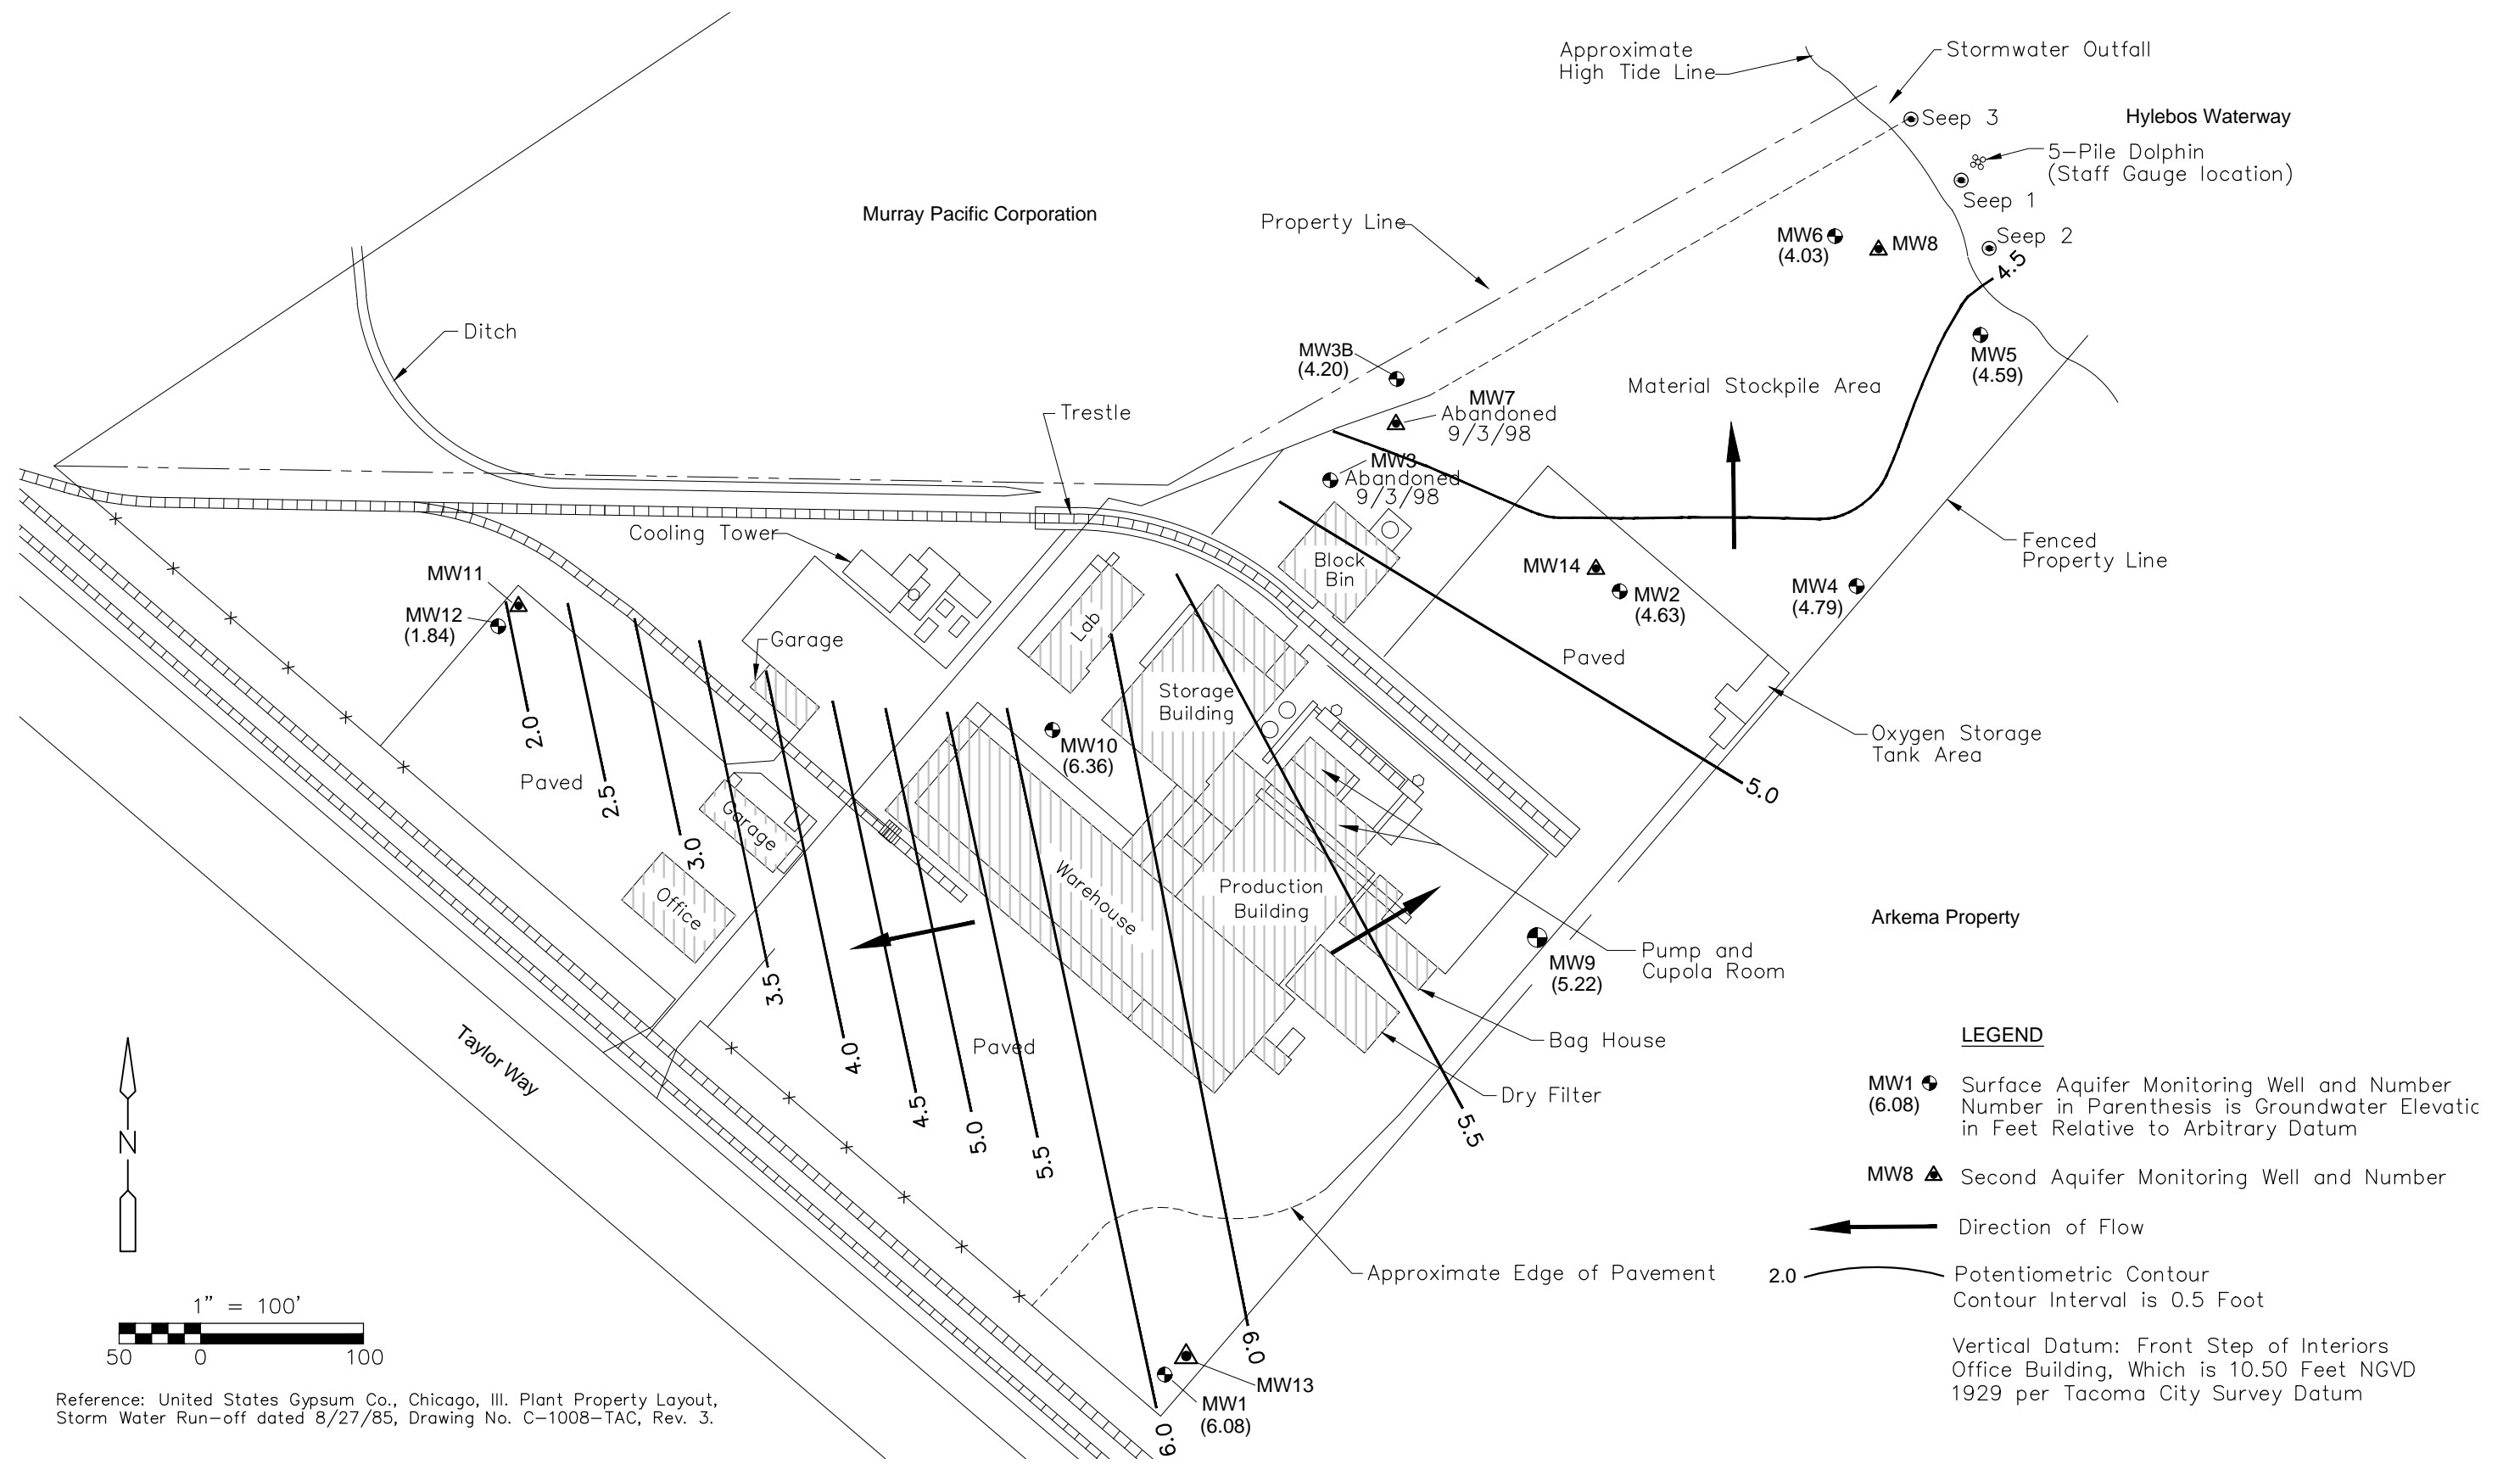 Approximate
High Tide Line
Stormwater Outfall
Seep 3
Hylebos Waterway
5-Pile Dolphin
(Staff Gauge location)
Seep 1
Murray Pacific Corporation
Property Line
MW6
(4.03)
MW8
Seep 2
4.5
Ditch
MW3B
(4.20)
MW5
(4.59)
Material Stockpile Area
MW7
Abandoned
9/3/98
Trestle
MW3
Abandoned
9/3/98
Cooling Tower
Fenced
Property Line
Block
Bin
MW14
MW2
(4.63)
MW4
(4.79)
MW11
MW12
(1.84)
Garage
Lab
Paved
Storage
Building
2.0
Oxygen Storage
Tank Area
MW10
(6.36)
Paved
2.5
5.0
3.0
Garage
Office
Warehouse
Production
Building
Arkema Property
Pump and
Cupola Room
MW9
(5.22)
3.5
4.0
Paved
4.5
5.0
5.5
Bag House
Dry Filter
5.5
Taylor Way
N
LEGEND
MW1
(6.08)
Surface Aquifer Monitoring Well and Number
Number in Parenthesis is Groundwater Elevatic
in Feet Relative to Arbitrary Datum
MW8
Second Aquifer Monitoring Well and Number
Direction of Flow
2.0
Potentiometric Contour
Contour Interval is 0.5 Foot
Vertical Datum: Front Step of Interiors
Office Building, Which is 10.50 Feet NGVD
1929 per Tacoma City Survey Datum
Approximate Edge of Pavement
6.0
MW13
MW1
(6.08)
6.0
1" = 100'
50 0 100
Reference: United States Gypsum Co., Chicago, Ill. Plant Property Layout,
Storm Water Run-off dated 8/27/85, Drawing No. C-1008-TAC, Rev. 3.